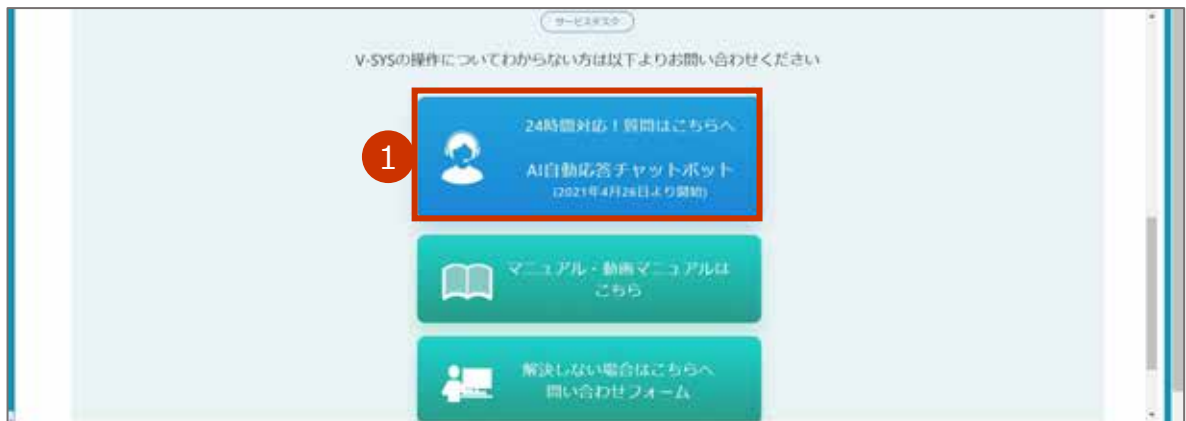 サービスデスク
V-SYSの操作についてわからない方は以下よりお問い合わせください
1
24時間対応！質問はこちらへ
AI自動応答チャットボット
(2021年4月26日より開始)
マニュアル・動画マニュアルは
こちら
解決しない場合はこちらへ
問い合わせフォーム